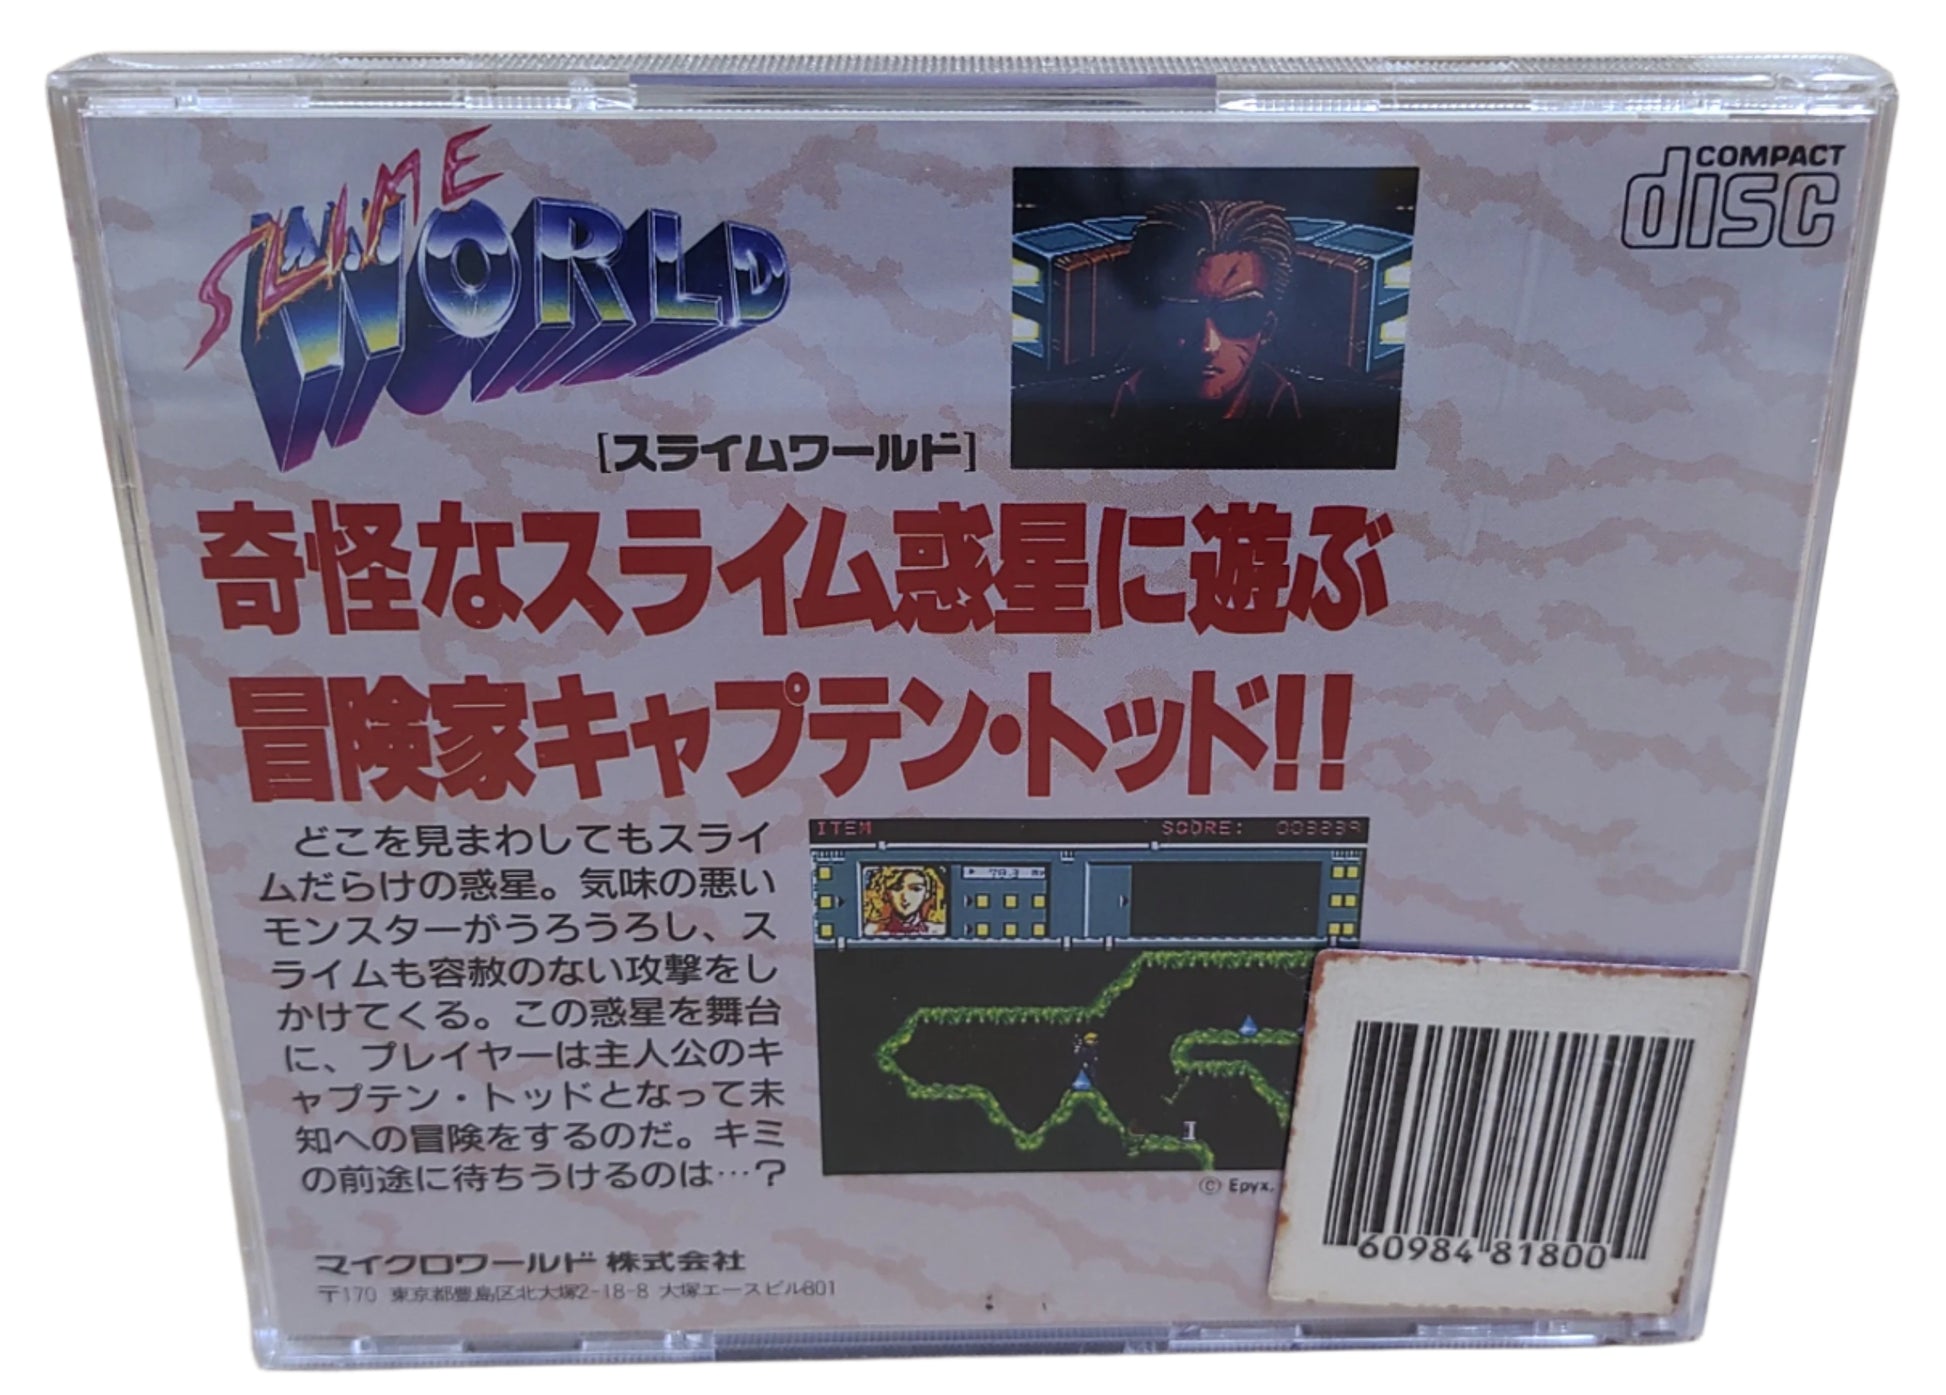 SLIME
WORLD
COMPACT
disc
[スライムワールド]
奇怪なスライム惑星に遊ぶ
冒険家キャプテン・トッド!!
どこを見まわしてもスライ
ムだらけの惑星。気味の悪い
モンスターがうろうろし、ス
ライムも容赦のない攻撃をし
かけてくる。この惑星を舞台
に、プレイヤーは主人公のキ
ャプテン・トッドとなって未
知への冒険をするのだ。キミ
の前途に待ちうけるのは…?
ITEM SCORE: 003239
79.3
I
© Epyx,
マイクロワールド 株式会社
〒170 東京都豊島区北大塚2-18-8 大塚エースビル801
60984 81800